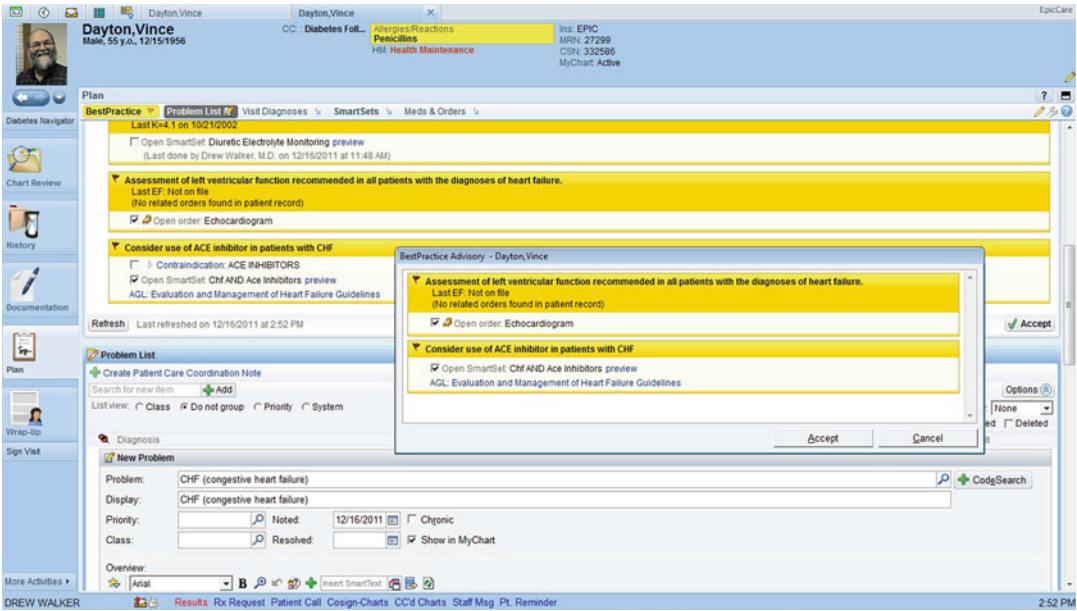 Dayton,Vince
Dayton,Vince
EpicCare
Dayton,Vince
Male, 55 y.o., 12/15/1956
CC: : Diabetes Foll...
Allergies/Reactions
Penicillins
HM: Health Maintenance
Ins: EPIC
MRN: 27299
CSN: 332586
MyChart: Active
Diabetes Navigator
Chart Review
History
Documentation
Plan
Wrap-Up
Sign Visit
More Activities
Plan
BestPractice Problem List Visit Diagnoses SmartSets Meds & Orders
Last K=4.1 on 10/21/2002
Open SmartSet: Diuretic Electrolyte Monitoring preview
(Last done by Drew Walker, M.D. on 12/16/2011 at 11:48 AM)
Assessment of left ventricular function recommended in all patients with the diagnoses of heart failure.
Last EF: Not on file
(No related orders found in patient record)
Open order: Echocardiogram
Consider use of ACE inhibitor in patients with CHF
Contraindication: ACE INHIBITORS
Open SmartSet: Chf AND Ace Inhibitors preview
AGL: Evaluation and Management of Heart Failure Guidelines
Refresh Last refreshed on 12/16/2011 at 2:52 PM
Accept
BestPractice Advisory - Dayton,Vince
Assessment of left ventricular function recommended in all patients with the diagnoses of heart failure.
Last EF: Not on file
(No related orders found in patient record)
Open order: Echocardiogram
Consider use of ACE inhibitor in patients with CHF
Open SmartSet: Chf AND Ace Inhibitors preview
AGL: Evaluation and Management of Heart Failure Guidelines
Accept Cancel
Problem List
Create Patient Care Coordination Note
Search for new item Add
Options
List view: Class Do not group Priority System
None
Deleted
Diagnosis
New Problem
Problem: CHF (congestive heart failure)
CodeSearch
Display: CHF (congestive heart failure)
Priority: Noted: 12/16/2011 Chronic
Class: Resolved: Show in MyChart
Overview:
Arial B Insert SmartText
DREW WALKER
Results Rx Request Patient Call Cosign-Charts CC'd Charts Staff Msg Pt. Reminder
2:52 PM